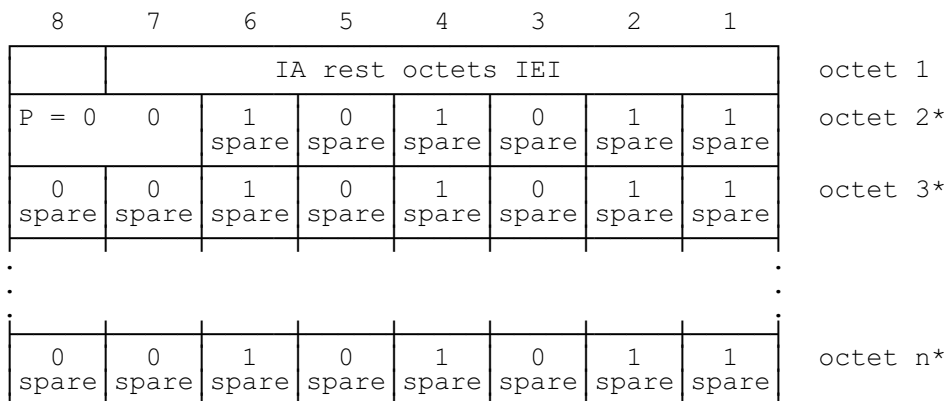 8 7 6 5 4 3 2 1
IA rest octets IEI octet 1
P = 0 0 1 0 1 0 1 1 octet 2*
spare spare spare spare spare spare
0 0 1 0 1 0 1 1 octet 3*
spare spare spare spare spare spare spare spare
0 0 1 0 1 0 1 1 octet n*
spare spare spare spare spare spare spare spare